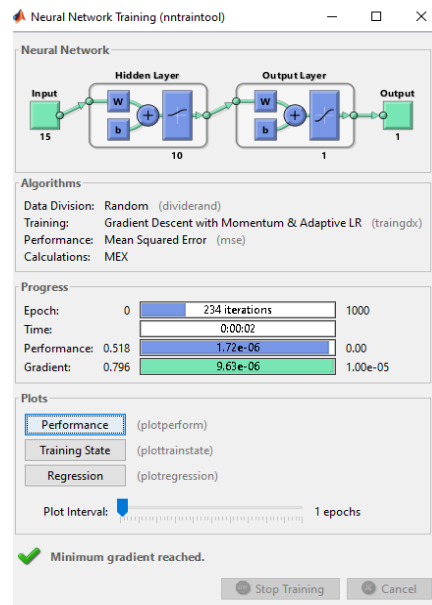 Neural Network Training (nntraintool)
Neural Network
Hidden Layer Output Layer
Input Output
W W
+ +
b b
15 1
10 1
Algorithms
Data Division: Random (dividerand)
Training: Gradient Descent with Momentum & Adaptive LR (traingdx)
Performance: Mean Squared Error (mse)
Calculations: MEX
Progress
Epoch: 0 234 iterations 1000
Time: 0:00:02
Performance: 0.518 1.72e-06 0.00
Gradient: 0.796 9.63e-06 1.00e-05
Plots
Performance (plotperform)
Training State (plottrainstate)
Regression (plotregression)
Plot Interval: 1 epochs
Minimum gradient reached.
Stop Training Cancel